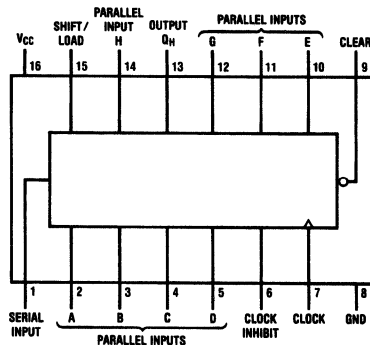 PARALLEL INPUTS
VCC
SHIFT/
LOAD
PARALLEL
INPUT
H
OUTPUT
QH
G F E
CLEAR
16 15 14 13 12 11 10 9
1 2 3 4 5 6 7 8
SERIAL
INPUT
A B C D
CLOCK
INHIBIT
CLOCK
GND
PARALLEL INPUTS